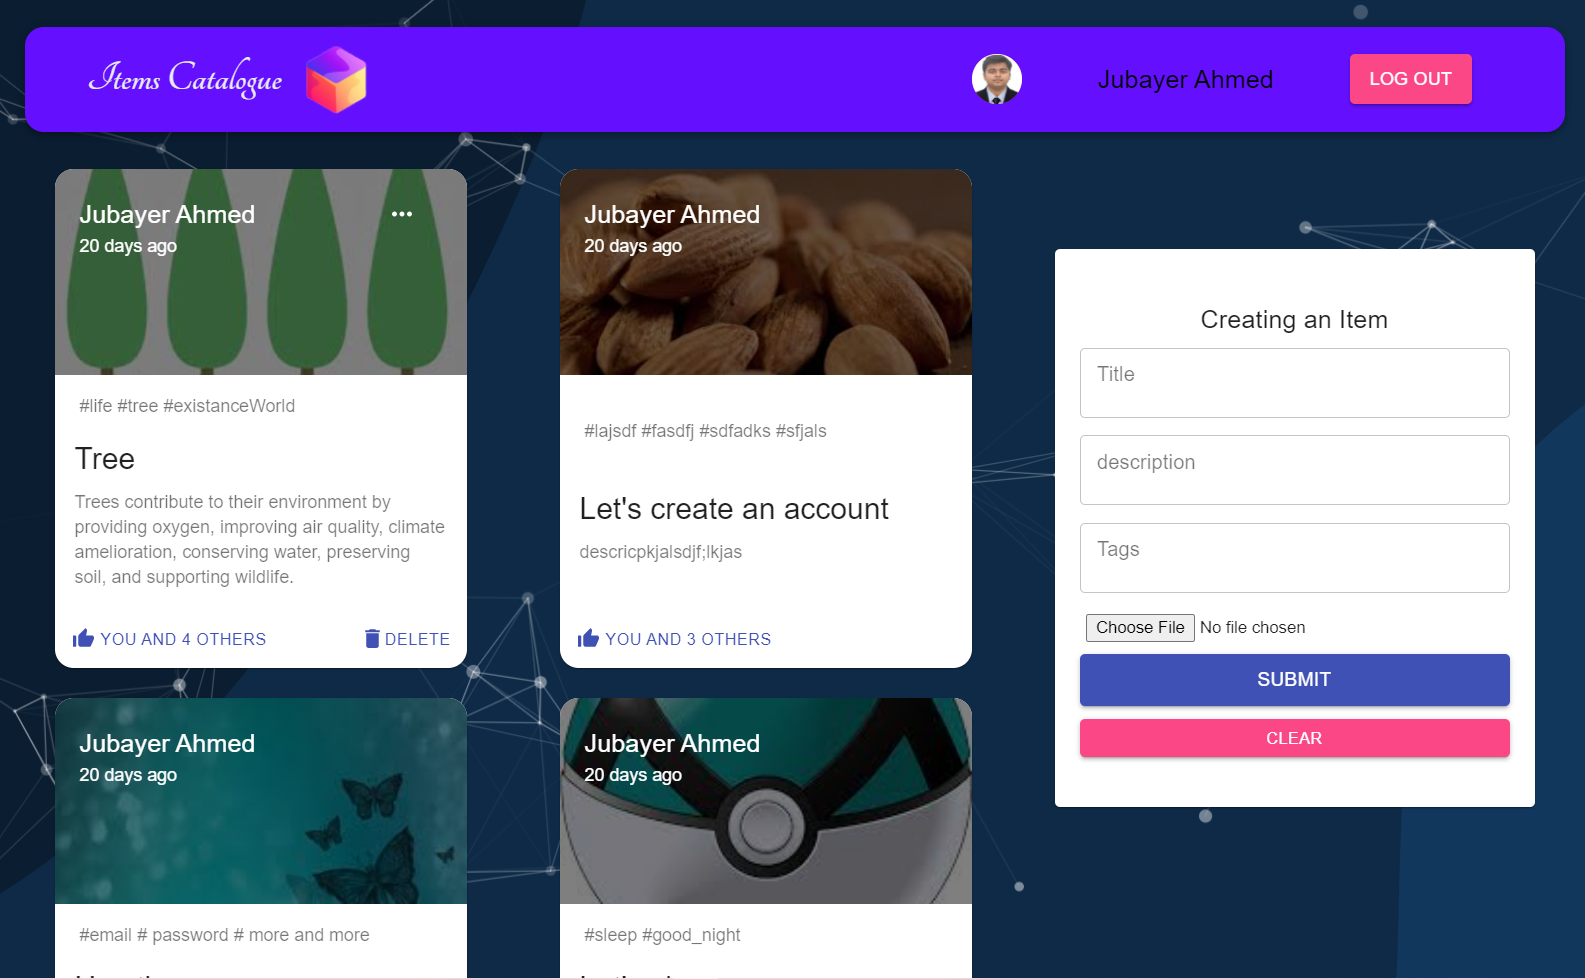 Items Catalogue
Jubayer Ahmed
LOG OUT
Jubayer Ahmed
20 days ago
#life #tree #existanceWorld
Tree
Trees contribute to their environment by
providing oxygen, improving air quality, climate
amelioration, conserving water, preserving
soil, and supporting wildlife.
YOU AND 4 OTHERS
DELETE
Jubayer Ahmed
20 days ago
#lajsdf #fasdfj #sdfadks #sfjals
Let's create an account
descricpkjalsdjf;lkjas
YOU AND 3 OTHERS
Creating an Item
Title
description
Tags
Choose File No file chosen
SUBMIT
CLEAR
Jubayer Ahmed
20 days ago
#email # password # more and more
Jubayer Ahmed
20 days ago
#sleep #good_night